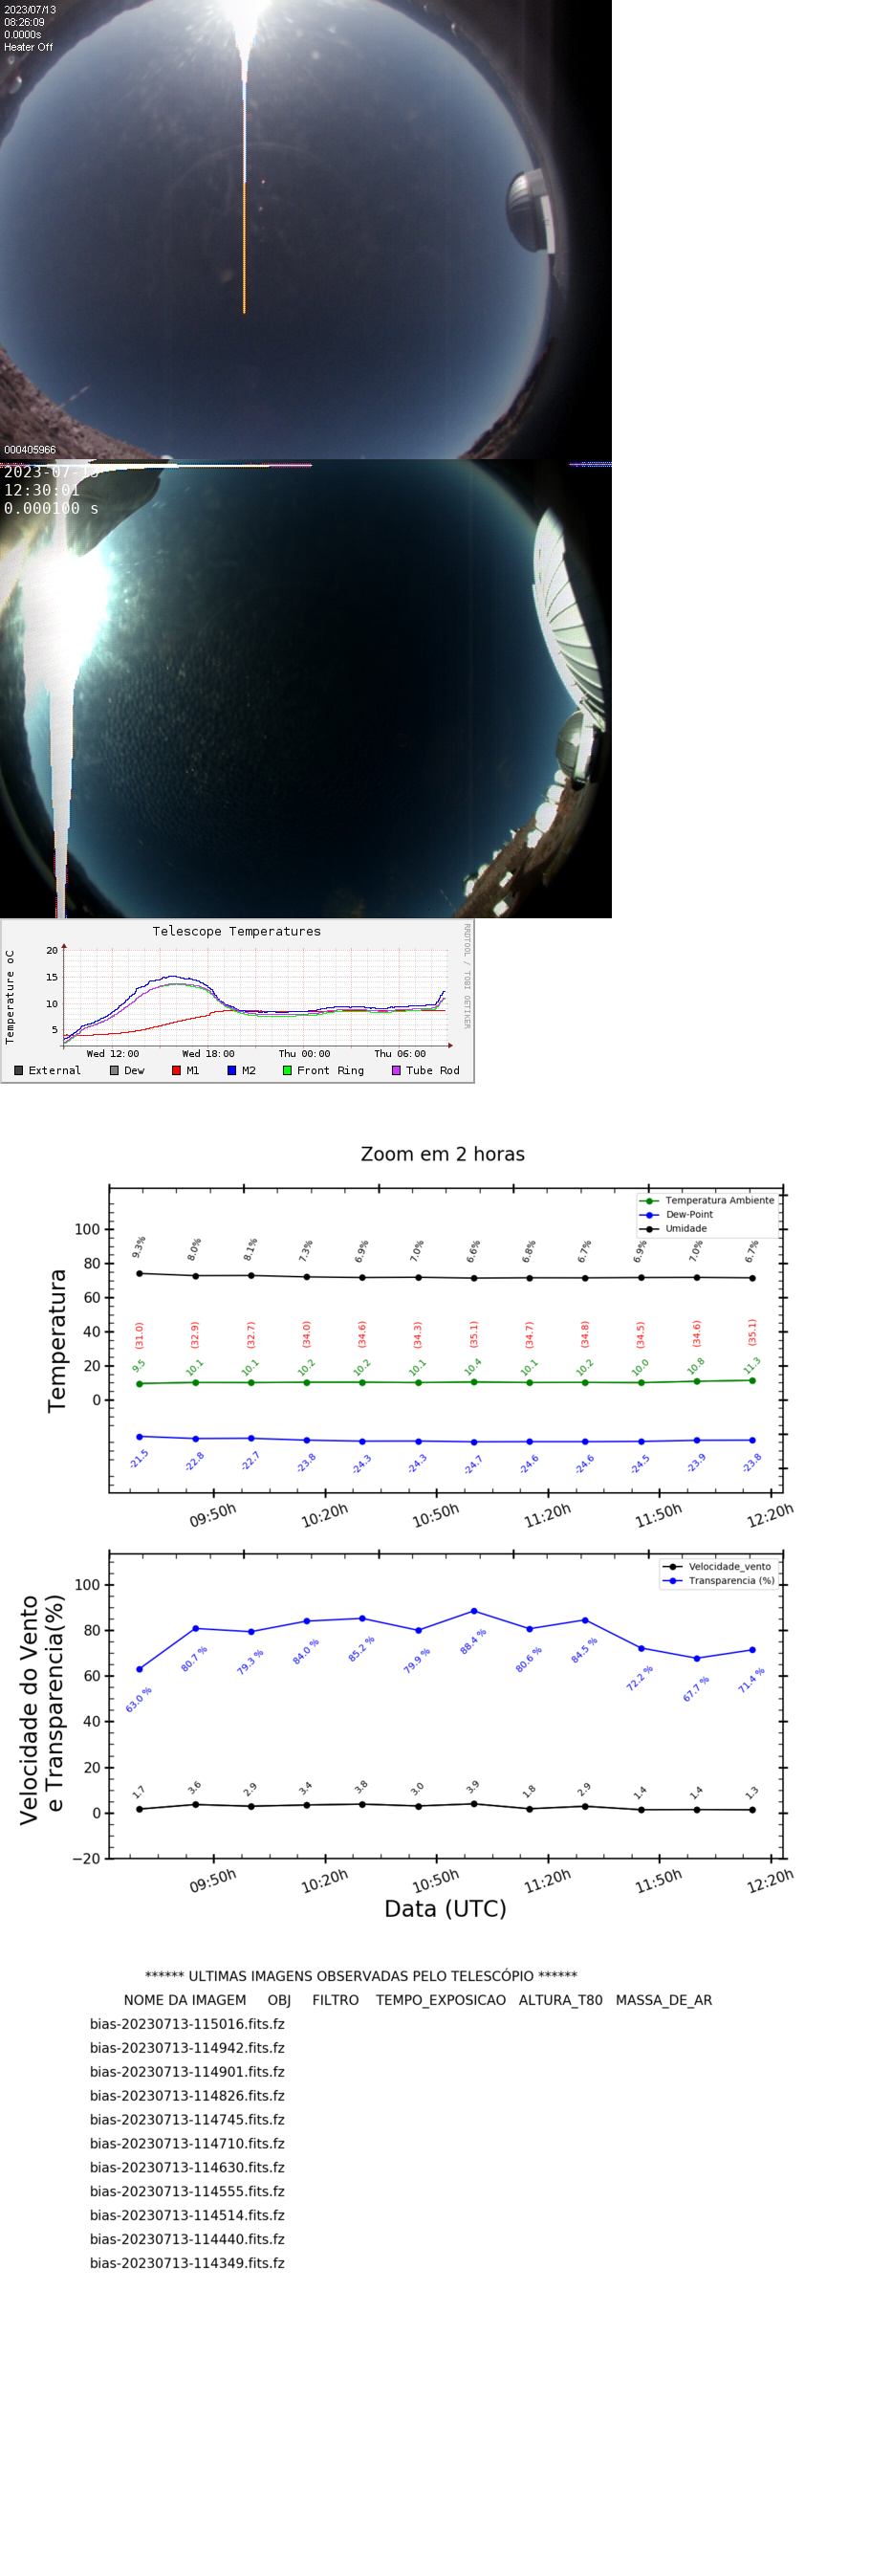 2023/07/13
08:26:09
0.0000s
Heater Off
000405966
2023-07-13
12:30:01
0.000100 s
Telescope Temperatures
RRDTOOL / TOBI OETIKER
Temperature oC
20
15
10
5
Wed 12:00 Wed 18:00 Thu 00:00 Thu 06:00
External Dew M1 M2 Front Ring Tube Rod
Zoom em 2 horas
Temperatura Ambiente
Dew-Point
Umidade
Temperatura
100
80
60
40
20
0
9.3% 8.0% 8.1% 7.3% 6.9% 7.0% 6.6% 6.8% 6.7% 6.9% 7.0% 6.7%
(31.0) (32.9) (32.7) (34.0) (34.6) (34.3) (35.1) (34.7) (34.8) (34.5) (34.6) (35.1)
9.5 10.1 10.1 10.2 10.2 10.1 10.4 10.1 10.2 10.0 10.8 11.3
-21.5 -22.8 -22.7 -23.8 -24.3 -24.3 -24.7 -24.6 -24.6 -24.5 -23.9 -23.8
09:50h 10:20h 10:50h 11:20h 11:50h 12:20h
Velocidade_vento
Transparencia (%)
Velocidade do Vento
e Transparencia(%)
100
80
60
40
20
0
−20
63.0 % 80.7 % 79.3 % 84.0 % 85.2 % 79.9 % 88.4 % 80.6 % 84.5 % 72.2 % 67.7 % 71.4 %
1.7 3.6 2.9 3.4 3.8 3.0 3.9 1.8 2.9 1.4 1.4 1.3
09:50h 10:20h 10:50h 11:20h 11:50h 12:20h
Data (UTC)
****** ULTIMAS IMAGENS OBSERVADAS PELO TELESCÓPIO ******
NOME DA IMAGEM OBJ FILTRO TEMPO_EXPOSICAO ALTURA_T80 MASSA_DE_AR
bias-20230713-115016.fits.fz
bias-20230713-114942.fits.fz
bias-20230713-114901.fits.fz
bias-20230713-114826.fits.fz
bias-20230713-114745.fits.fz
bias-20230713-114710.fits.fz
bias-20230713-114630.fits.fz
bias-20230713-114555.fits.fz
bias-20230713-114514.fits.fz
bias-20230713-114440.fits.fz
bias-20230713-114349.fits.fz